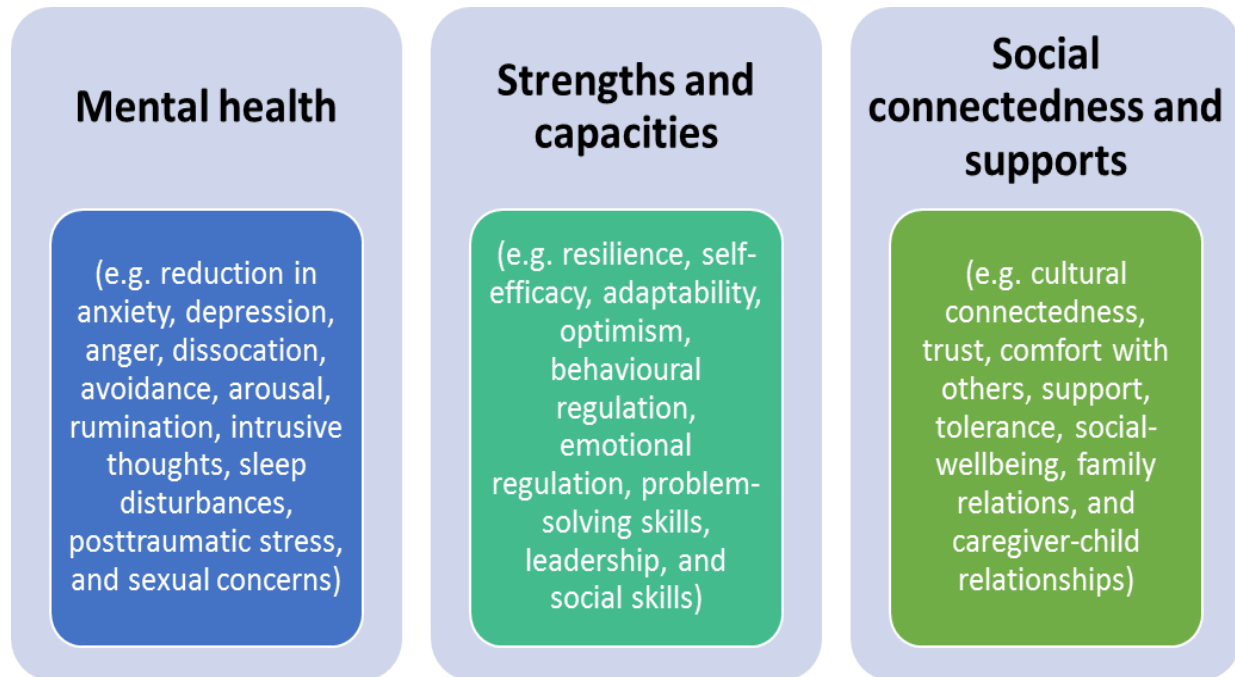 Mental health
(e.g. reduction in
anxiety, depression,
anger, dissocation,
avoidance, arousal,
rumination, intrusive
thoughts, sleep
disturbances,
posttraumatic stress,
and sexual concerns)
Strengths and
capacities
(e.g. resilience, self-
efficacy, adaptability,
optimism,
behavioural
regulation,
emotional
regulation, problem-
solving skills,
leadership, and
social skills)
Social
connectedness and
supports
(e.g. cultural
connectedness,
trust, comfort with
others, support,
tolerance, social-
wellbeing, family
relations, and
caregiver-child
relationships)